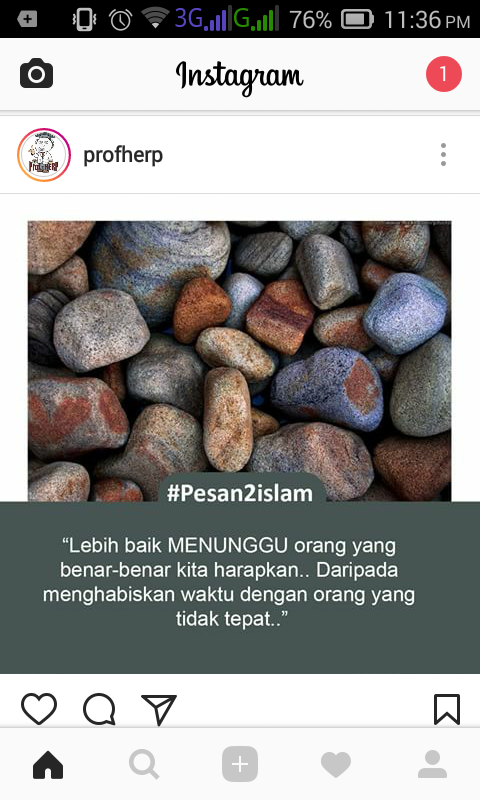 3G G 76% 11:36 PM
Instagram
1
profherp
#Pesan2islam
“Lebih baik MENUNGGU orang yang
benar-benar kita harapkan.. Daripada
menghabiskan waktu dengan orang yang
tidak tepat..”